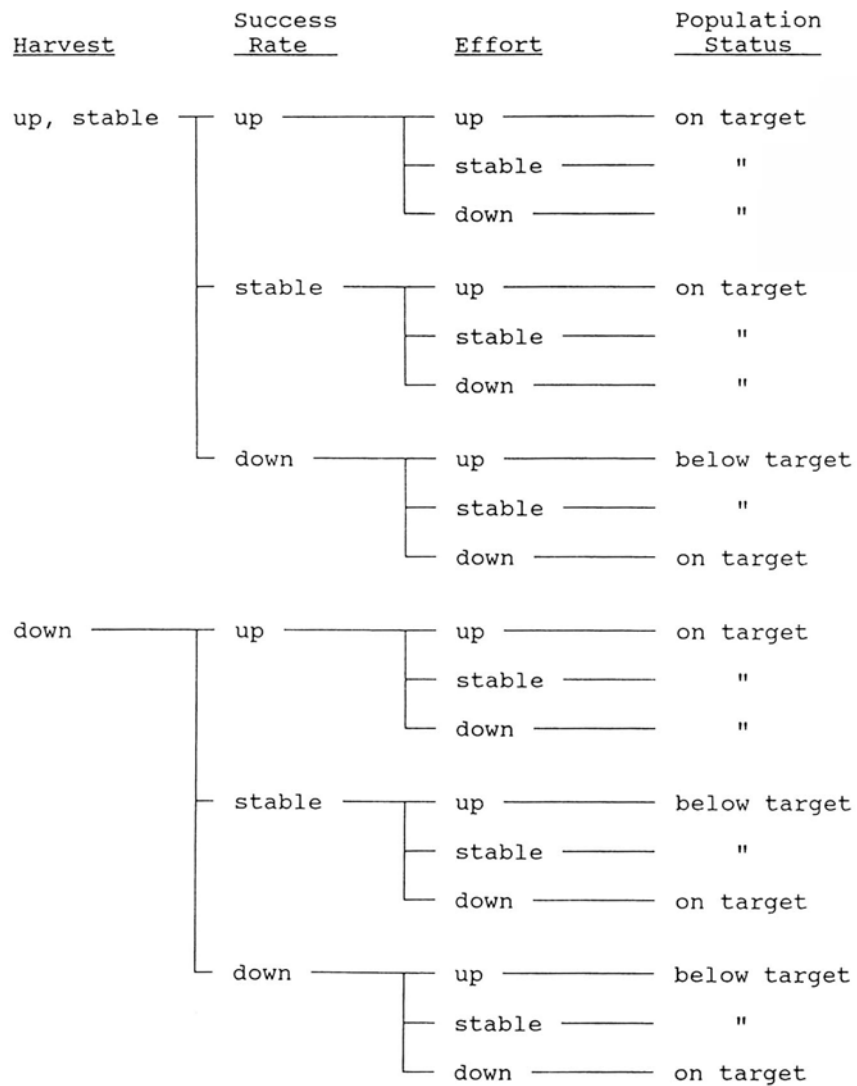 Success Population
Harvest Rate Effort Status
up, stable up up on target
stable "
down "
stable up on target
stable "
down "
down up below target
stable "
down on target
down up up on target
stable "
down "
stable up below target
stable "
down on target
down up below target
stable "
down on target